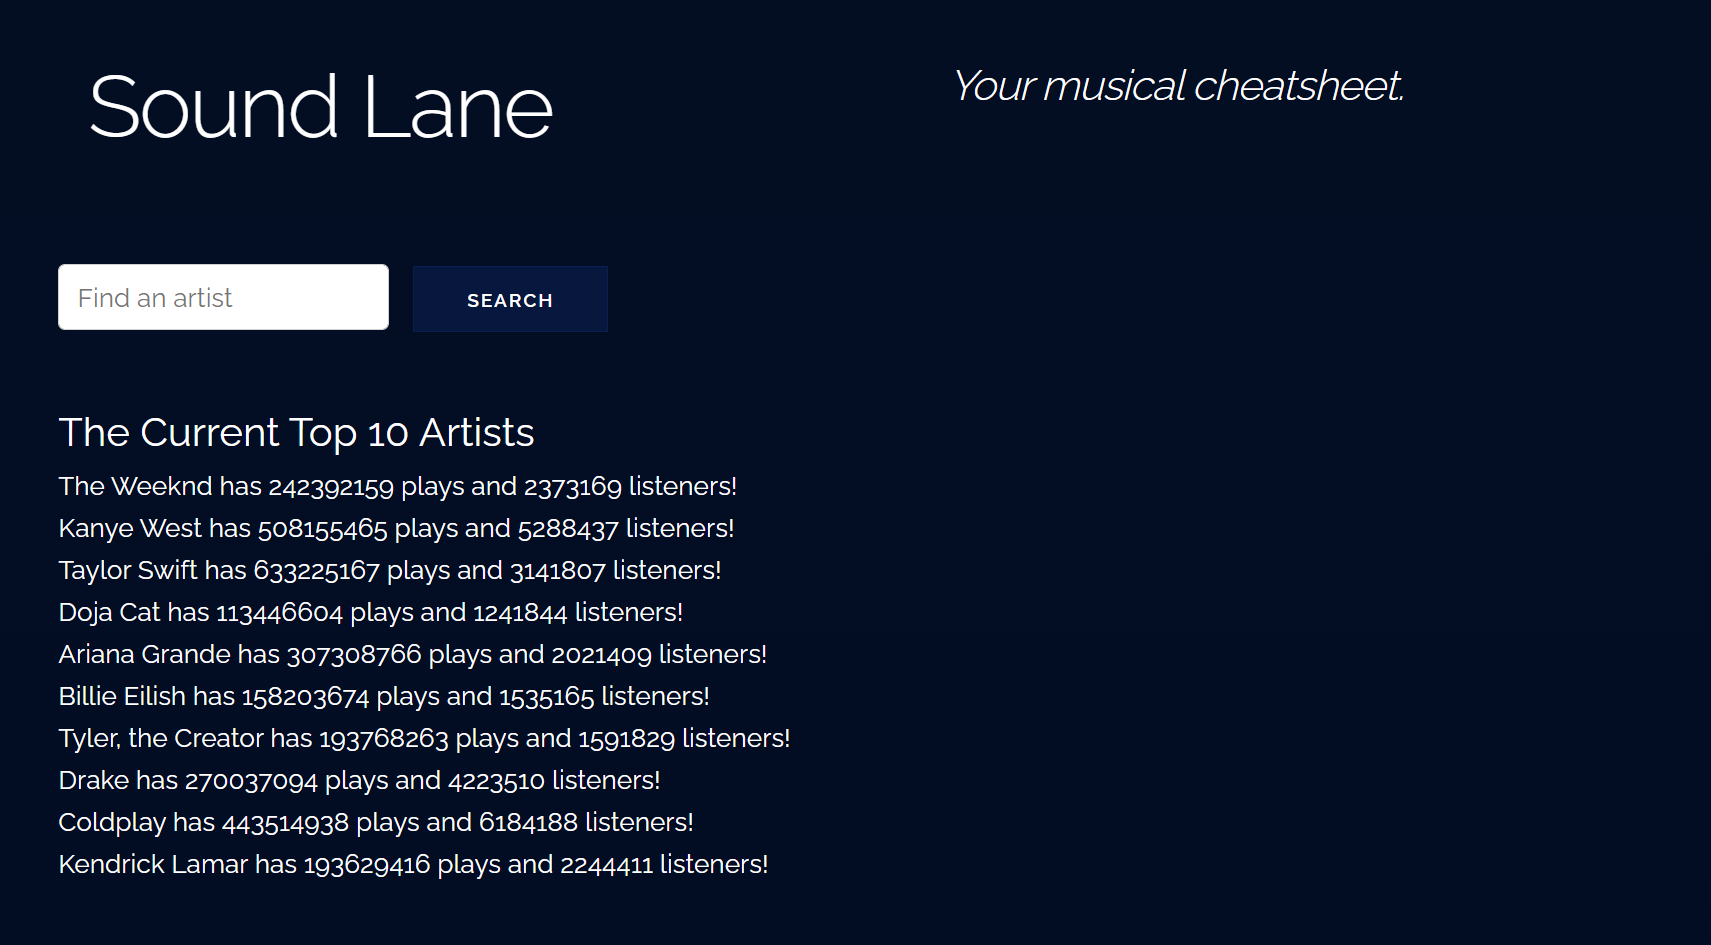 Sound Lane
Your musical cheatsheet.
Find an artist
SEARCH
The Current Top 10 Artists
The Weeknd has 242392159 plays and 2373169 listeners!
Kanye West has 508155465 plays and 5288437 listeners!
Taylor Swift has 633225167 plays and 3141807 listeners!
Doja Cat has 113446604 plays and 1241844 listeners!
Ariana Grande has 307308766 plays and 2021409 listeners!
Billie Eilish has 158203674 plays and 1535165 listeners!
Tyler, the Creator has 193768263 plays and 1591829 listeners!
Drake has 270037094 plays and 4223510 listeners!
Coldplay has 443514938 plays and 6184188 listeners!
Kendrick Lamar has 193629416 plays and 2244411 listeners!